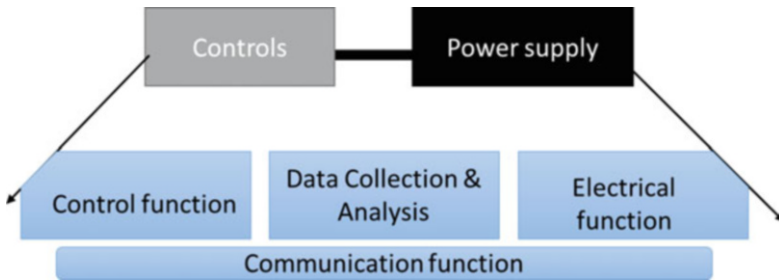 Controls
Power supply
Control function
Data Collection &
Analysis
Electrical
function
Communication function